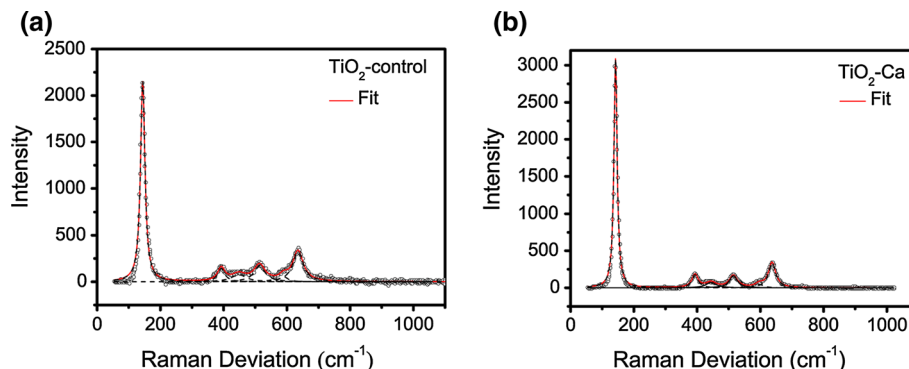 (a)
2500
2000
1500
1000
500
0
Intensity
TiO₂-control
Fit
0 200 400 600 800 1000
Raman Deviation (cm⁻¹)
(b)
3000
2500
2000
1500
1000
500
0
Intensity
TiO₂-Ca
Fit
0 200 400 600 800 1000
Raman Deviation (cm⁻¹)